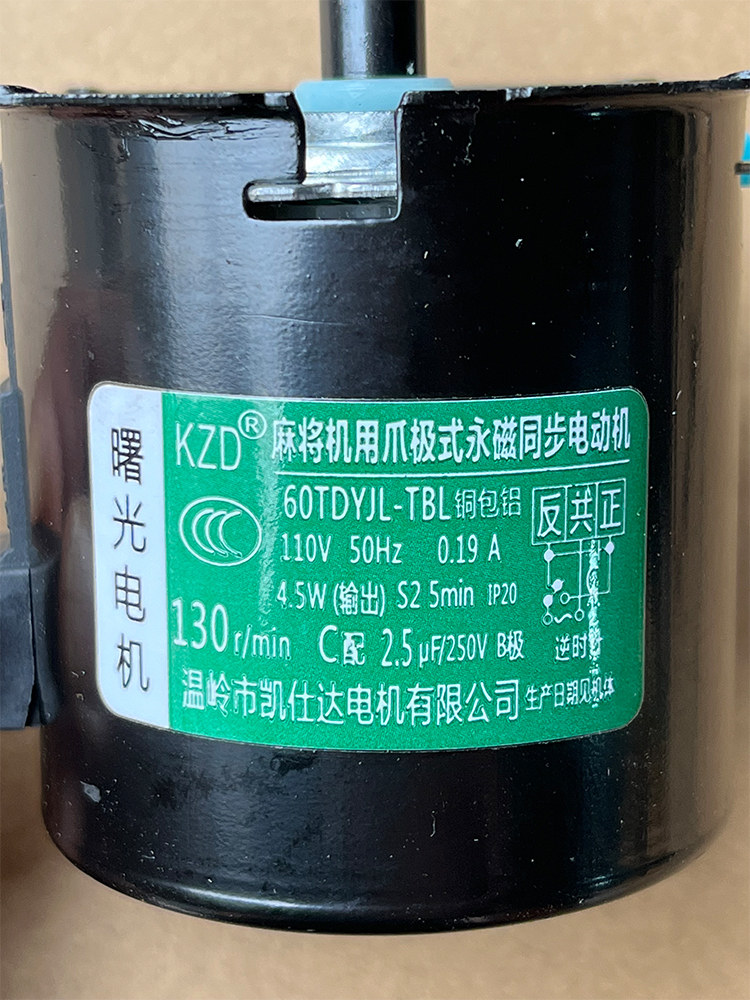 曙光电机
KZD® 麻将机用爪极式永磁同步电动机
60TDYJL-TBL 铜包铝
反 共 正
110V 50Hz 0.19 A
4.5W (输出) S2 5min IP20
130 r/min C配 2.5 μF/250V B极
逆时
温岭市凯仕达电机有限公司 生产日期见机体